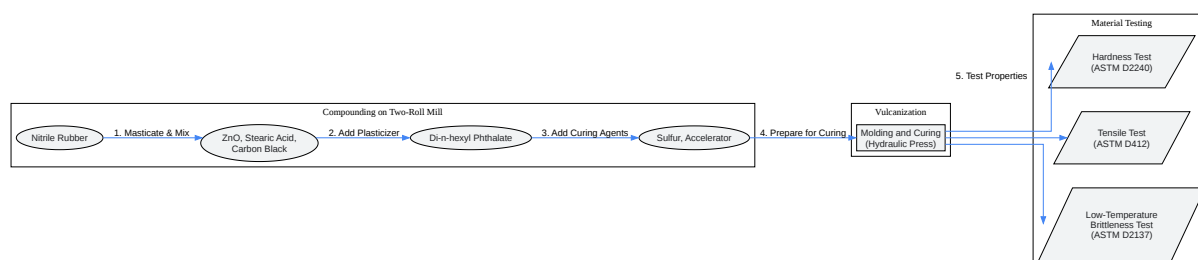 Compounding on Two-Roll Mill
Nitrile Rubber
1. Masticate & Mix
ZnO, Stearic Acid,
Carbon Black
2. Add Plasticizer
Di-n-hexyl Phthalate
3. Add Curing Agents
Sulfur, Accelerator
4. Prepare for Curing
Vulcanization
Molding and Curing
(Hydraulic Press)
5. Test Properties
Material Testing
Hardness Test
(ASTM D2240)
Tensile Test
(ASTM D412)
Low-Temperature
Brittleness Test
(ASTM D2137)